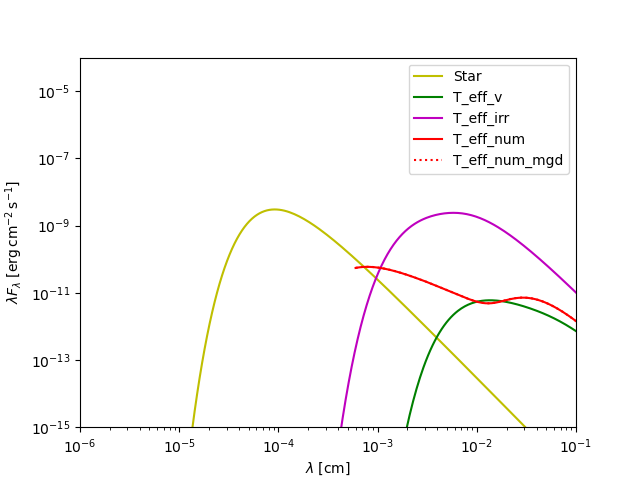 Star
T_eff_v
T_eff_irr
T_eff_num
T_eff_num_mgd
10⁻⁵
10⁻⁷
10⁻⁹
10⁻¹¹
10⁻¹³
10⁻¹⁵
λF_λ [erg cm⁻² s⁻¹]
10⁻⁶ 10⁻⁵ 10⁻⁴ 10⁻³ 10⁻² 10⁻¹
λ [cm]